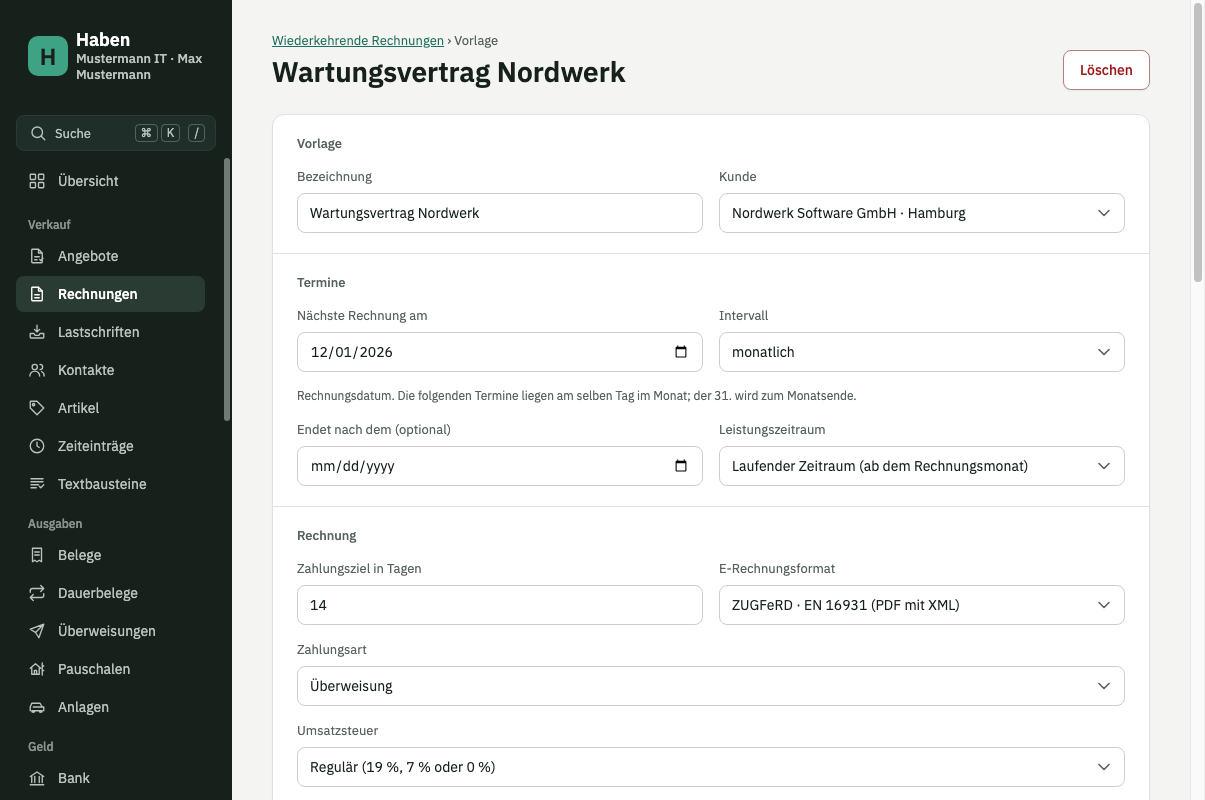 H
Haben
Mustermann IT · Max
Mustermann
Suche
⌘ K /
Übersicht
Verkauf
Angebote
Rechnungen
Lastschriften
Kontakte
Artikel
Zeiteinträge
Textbausteine
Ausgaben
Belege
Dauerbelege
Überweisungen
Pauschalen
Anlagen
Geld
Bank
Wiederkehrende Rechnungen › Vorlage
Wartungsvertrag Nordwerk
Löschen
Vorlage
Bezeichnung
Wartungsvertrag Nordwerk
Kunde
Nordwerk Software GmbH · Hamburg
Termine
Nächste Rechnung am
12/01/2026
Intervall
monatlich
Rechnungsdatum. Die folgenden Termine liegen am selben Tag im Monat; der 31. wird zum Monatsende.
Endet nach dem (optional)
mm/dd/yyyy
Leistungszeitraum
Laufender Zeitraum (ab dem Rechnungsmonat)
Rechnung
Zahlungsziel in Tagen
14
E-Rechnungsformat
ZUGFeRD · EN 16931 (PDF mit XML)
Zahlungsart
Überweisung
Umsatzsteuer
Regulär (19 %, 7 % oder 0 %)